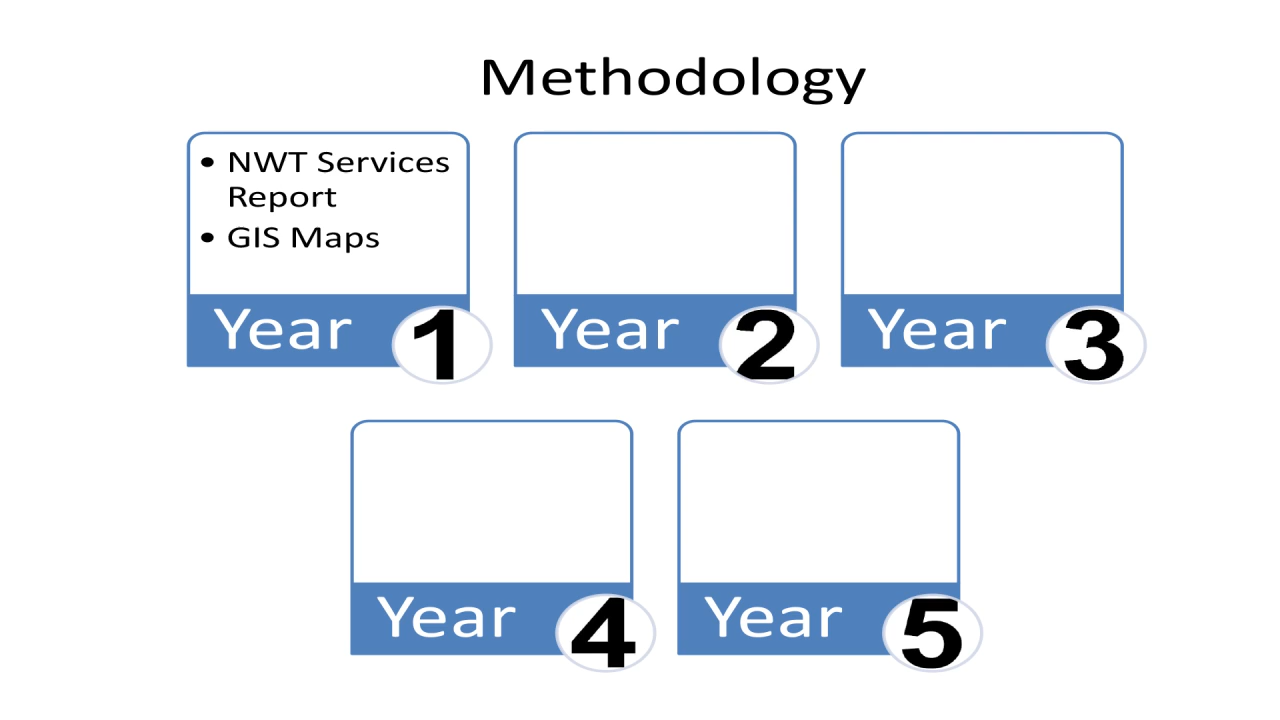 Methodology
• NWT Services
Report
• GIS Maps
Year 1
Year 2
Year 3
Year 4
Year 5